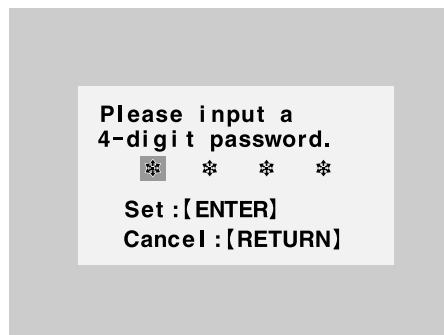 Please input a
4-digit password.
❄ ❄ ❄ ❄
Set :【ENTER】
Cancel :【RETURN】